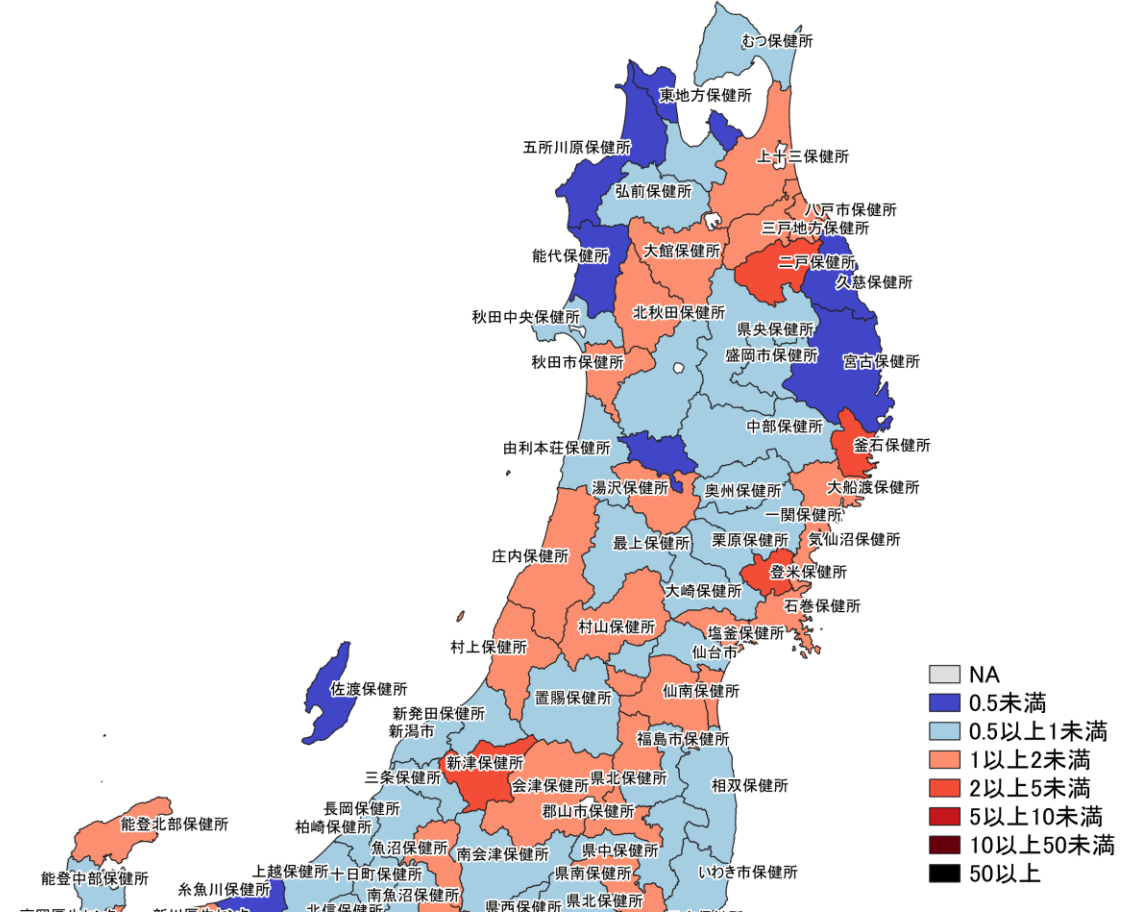 むつ保健所
東地方保健所
五所川原保健所
上十三保健所
弘前保健所
八戸市保健所
三戸地方保健所
大館保健所
能代保健所
二戸保健所
久慈保健所
北秋田保健所
秋田中央保健所
県央保健所
盛岡市保健所
秋田市保健所
宮古保健所
中部保健所
釜石保健所
由利本荘保健所
湯沢保健所
奥州保健所
大船渡保健所
一関保健所
気仙沼保健所
栗原保健所
最上保健所
庄内保健所
登米保健所
大崎保健所
石巻保健所
村山保健所
塩釜保健所
村上保健所
仙台市
佐渡保健所
仙南保健所
置賜保健所
新発田保健所
新潟市
福島市保健所
新津保健所
三条保健所
会津保健所
県北保健所
相双保健所
長岡保健所
郡山市保健所
能登北部保健所
柏崎保健所
魚沼保健所
南会津保健所
県中保健所
上越保健所
十日町保健所
県南保健所
いわき市保健所
能登中部保健所
糸魚川保健所
南魚沼保健所
県北保健所
県西保健所
北信保健所
NA
0.5未満
0.5以上1未満
1以上2未満
2以上5未満
5以上10未満
10以上50未満
50以上